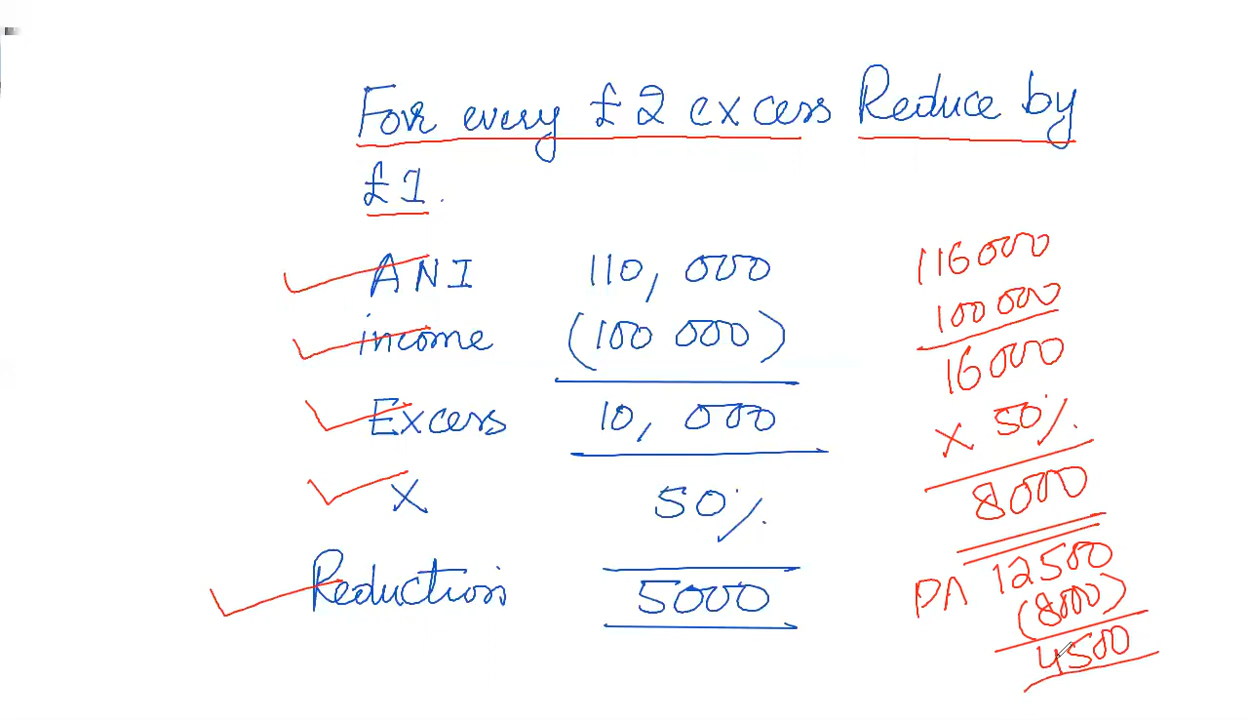 For every £2 excess Reduce by
£1.
ANI 110,000
income (100 000)
Excess 10,000
X 50%
Reduction 5000
116000
100000
16000
X 50%
8000
PA 12500
(8000)
4500